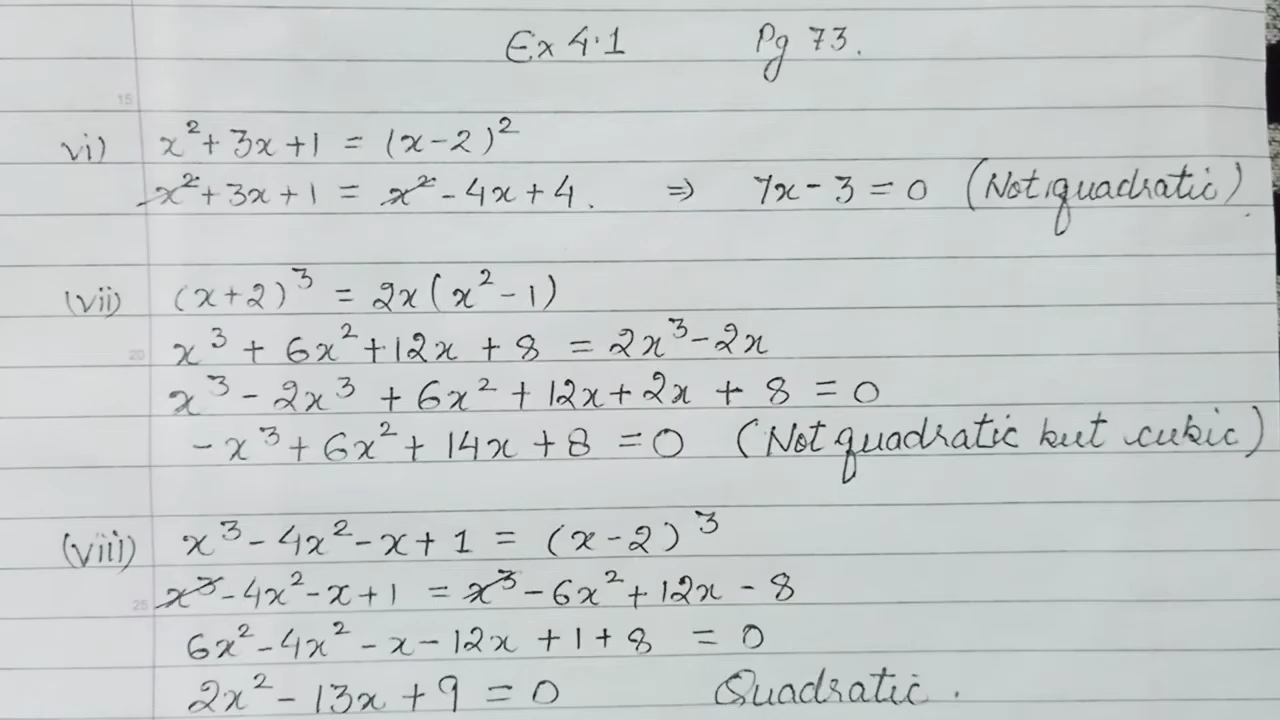 Ex 4.1 Pg 73.
15
vi) x² + 3x + 1 = (x - 2)²
x² + 3x + 1 = x² - 4x + 4. ⇒ 7x - 3 = 0 (Not quadratic)
(vii) (x+2)³ = 2x(x² - 1)
20 x³ + 6x² + 12x + 8 = 2x³ - 2x
x³ - 2x³ + 6x² + 12x + 2x + 8 = 0
- x³ + 6x² + 14x + 8 = 0 (Not quadratic but cubic)
(viii) x³ - 4x² - x + 1 = (x - 2)³
25 x³ - 4x² - x + 1 = x³ - 6x² + 12x - 8
6x² - 4x² - x - 12x + 1 + 8 = 0
2x² - 13x + 9 = 0 Quadratic.